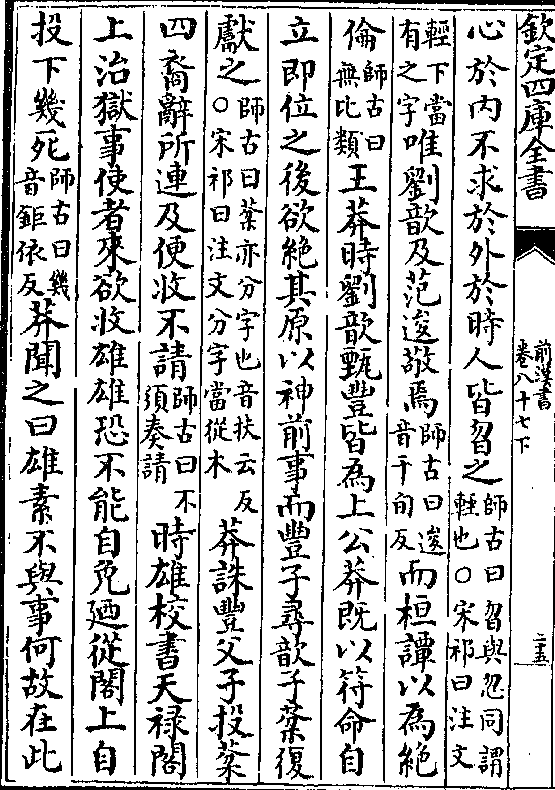 欽定四庫全書
前漢書
卷八十七下
二十五
心於内不求於外於時人皆曶之師古曰曶與忽同謂
輕也○宋祁曰注文
輕下當
有之字唯劉歆及范逡敬焉師古曰逡
音千旬反而桓譚以為絶
倫師古曰
無比類王莽時劉歆甄豐皆為上公莽既以符命自
立即位之後欲絶其原以神前事而豐子尋歆子棻復
獻之師古曰棻亦分字也音扶云反
○宋祁曰注文分字當從木莽誅豐父子投棻
四裔辭所連及便收不請師古曰不
須奏請時雄校書天禄閣
上治獄事使者來欲收雄雄恐不能自免廼從閣上自
投下幾死師古曰幾
音鉅依反莽聞之曰雄素不與事何故在此